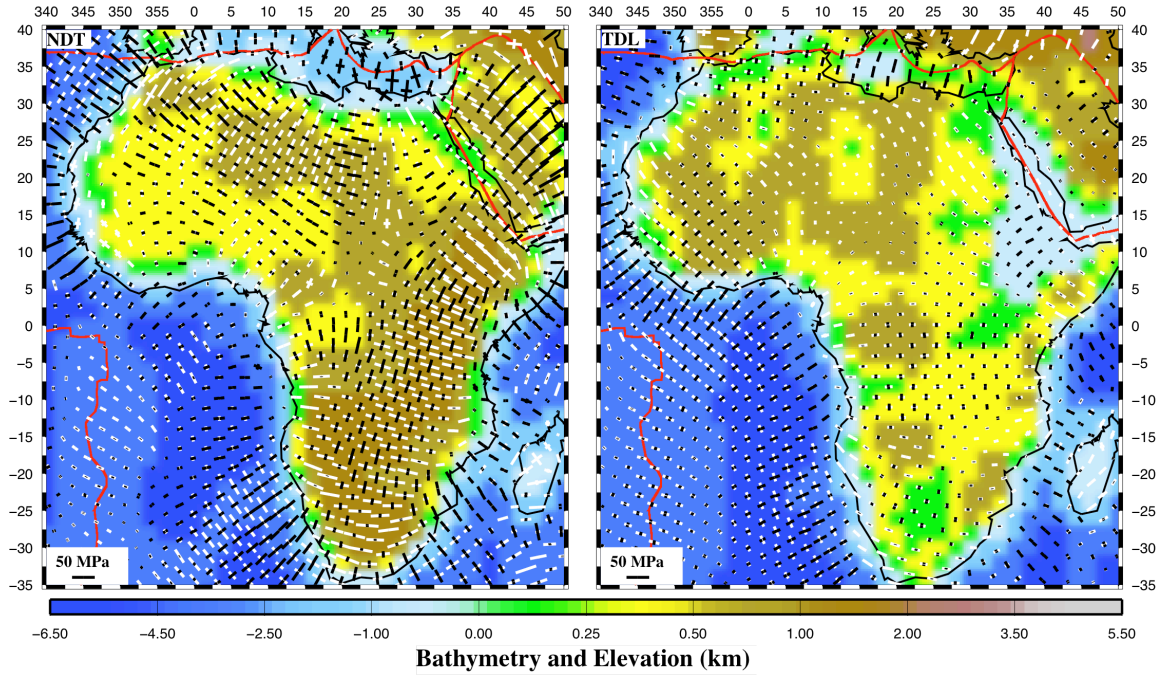 340 350 355 0 5 10 15 20 25 30 35 40 45 50
340 350 355 0 5 10 15 20 25 30 35 40 45 50
40 NDT TDL 40
35 35
30 30
25 25
20 20
15 15
10 10
5 5
0 0
−5 −5
−10 −10
−15 −15
−20 −20
−25 −25
−30 50 MPa 50 MPa −30
−35 −35
−6.50 −4.50 −2.50 −1.00 0.00 0.25 0.50 1.00 2.00 3.50 5.50
Bathymetry and Elevation (km)